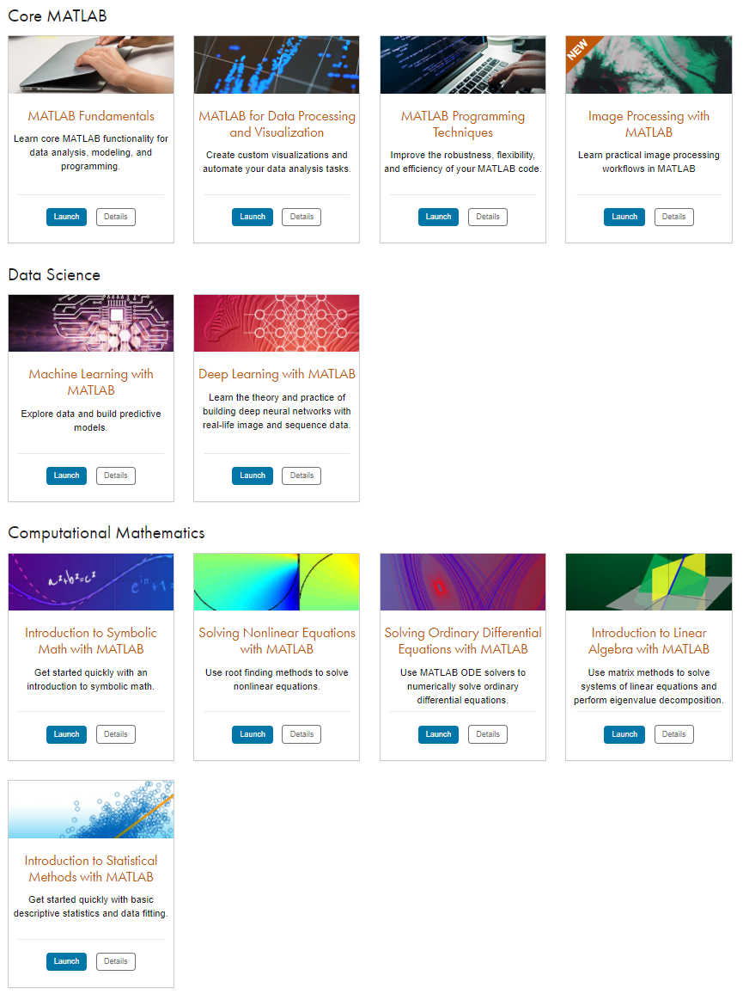 Core MATLAB
NEW
MATLAB Fundamentals
Learn core MATLAB functionality for
data analysis, modeling, and
programming.
Launch
Details
MATLAB for Data Processing
and Visualization
Create custom visualizations and
automate your data analysis tasks.
Launch
Details
MATLAB Programming
Techniques
Improve the robustness, flexibility,
and efficiency of your MATLAB code.
Launch
Details
Image Processing with
MATLAB
Learn practical image processing
workflows in MATLAB
Launch
Details
Data Science
Machine Learning with
MATLAB
Explore data and build predictive
models.
Launch
Details
Deep Learning with MATLAB
Learn the theory and practice of
building deep neural networks with
real-life image and sequence data.
Launch
Details
Computational Mathematics
a²+b²=c²
Introduction to Symbolic
Math with MATLAB
Get started quickly with an
introduction to symbolic math.
Launch
Details
Solving Nonlinear Equations
with MATLAB
Use root finding methods to solve
nonlinear equations.
Launch
Details
Solving Ordinary Differential
Equations with MATLAB
Use MATLAB ODE solvers to
numerically solve ordinary
differential equations.
Launch
Details
Introduction to Linear
Algebra with MATLAB
Use matrix methods to solve
systems of linear equations and
perform eigenvalue decomposition.
Launch
Details
Introduction to Statistical
Methods with MATLAB
Get started quickly with basic
descriptive statistics and data fitting.
Launch
Details